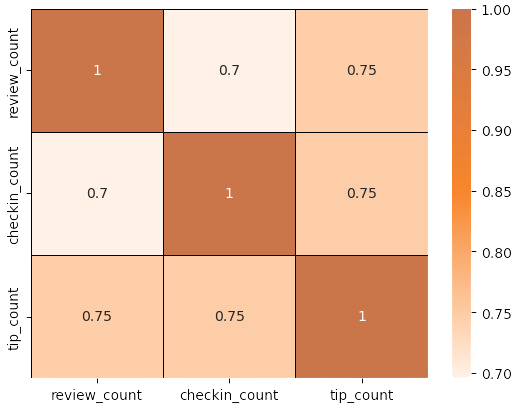 review_count 1 0.7 0.75
checkin_count 0.7 1 0.75
tip_count 0.75 0.75 1
review_count checkin_count tip_count
1.00
0.95
0.90
0.85
0.80
0.75
0.70